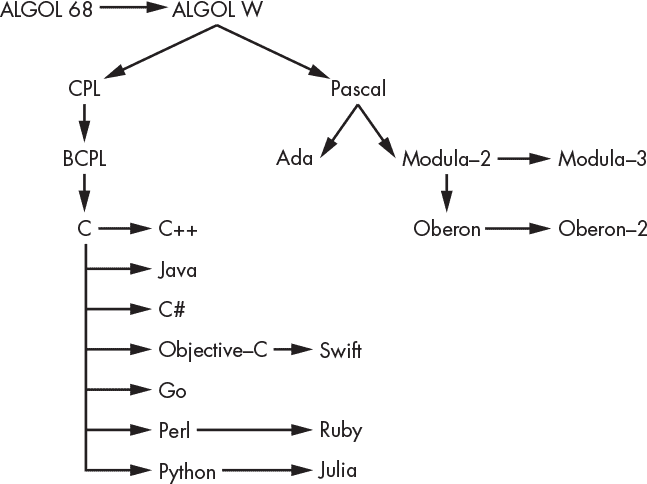 ALGOL 68 ALGOL W
CPL Pascal
BCPL Ada Modula–2 Modula–3
C C++ Oberon Oberon–2
Java
C#
Objective–C Swift
Go
Perl Ruby
Python Julia